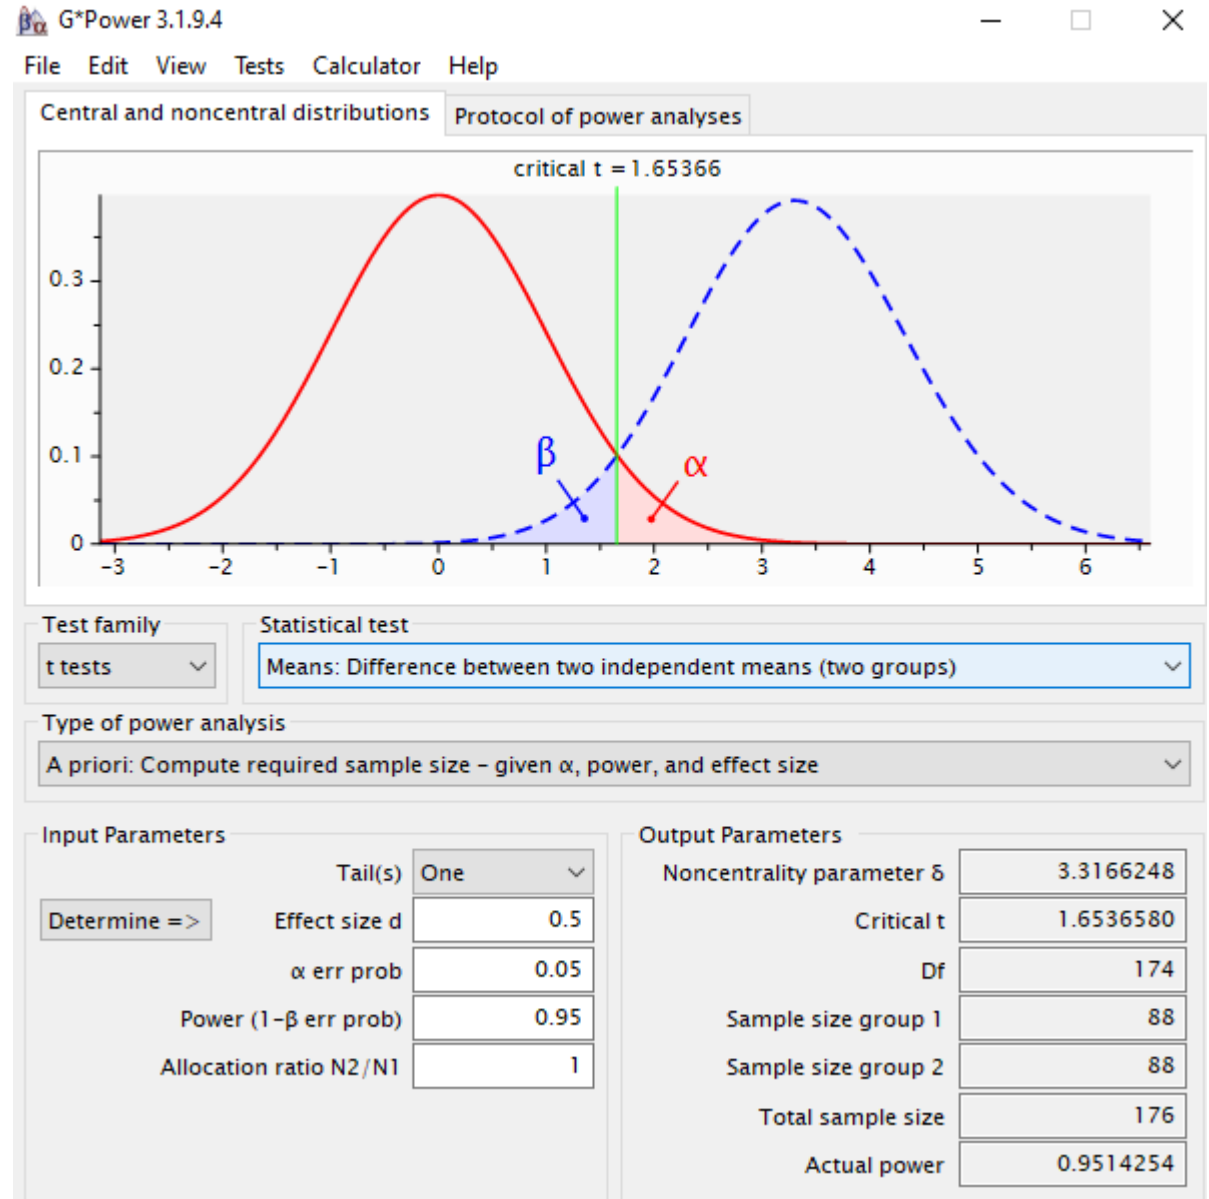 G*Power 3.1.9.4
File Edit View Tests Calculator Help
Central and noncentral distributions Protocol of power analyses
critical t = 1.65366
0.3
0.2
β α
0.1
0
-3 -2 -1 0 1 2 3 4 5 6
Test family Statistical test
t tests Means: Difference between two independent means (two groups)
Type of power analysis
A priori: Compute required sample size – given α, power, and effect size
Input Parameters Output Parameters
Tail(s) One Noncentrality parameter δ 3.3166248
Determine => Effect size d 0.5 Critical t 1.6536580
α err prob 0.05 Df 174
Power (1-β err prob) 0.95 Sample size group 1 88
Allocation ratio N2/N1 1 Sample size group 2 88
Total sample size 176
Actual power 0.9514254